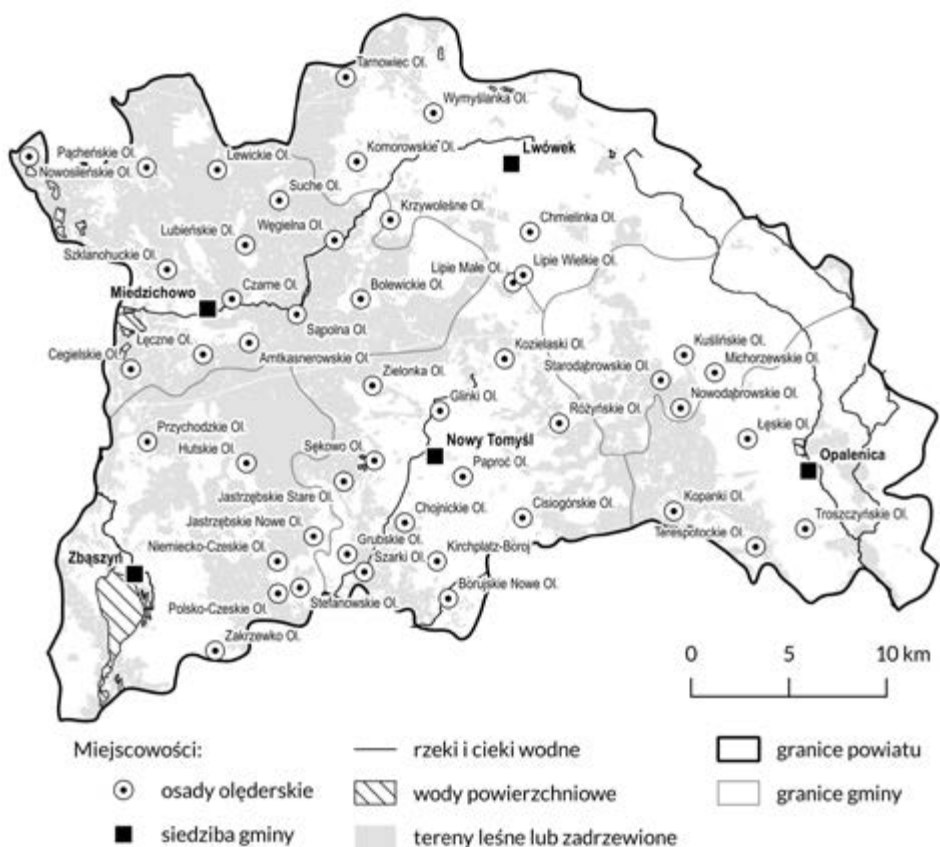 Tarnowiec Ol.
Wymyślanka Ol.
Lwówek
Pącheńskie Ol.
Lewickie Ol.
Komorowskie Ol.
Nowosileńskie Ol.
Suche Ol.
Krzywoleśne Ol.
Lubieńskie Ol.
Węgielna Ol.
Chmielinka Ol.
Szklanohuckie Ol.
Lipie Małe Ol.
Lipie Wielkie Ol.
Miedzichowo
Czarne Ol.
Bolewickie Ol.
Sąpolna Ol.
Łęczne Ol.
Cegielskie Ol.
Amtkasnerowskie Ol.
Kozielaski Ol.
Kuślińskie Ol.
Starodąbrowskie Ol.
Michorzewskie Ol.
Zielonka Ol.
Nowodąbrowskie Ol.
Glinki Ol.
Różyńskie Ol.
Łęskie Ol.
Przychodzkie Ol.
Hutskie Ol.
Sękowo Ol.
Nowy Tomyśl
Opalenica
Paproć Ol.
Jastrzębskie Stare Ol.
Kopanki Ol.
Chojnickie Ol.
Cisiogórskie Ol.
Troszczyńskie Ol.
Jastrzębskie Nowe Ol.
Terespotockie Ol.
Niemiecko-Czeskie Ol.
Grubskie Ol.
Kirchplatz-Boroj
Zbąszyń
Szarki Ol.
Borujskie Nowe Ol.
Polsko-Czeskie Ol.
Stefanowskie Ol.
Zakrzewko Ol.
0 5 10 km
Miejscowości:
osady olęderskie
siedziba gminy
rzeki i cieki wodne
wody powierzchniowe
tereny leśne lub zadrzewione
granice powiatu
granice gminy